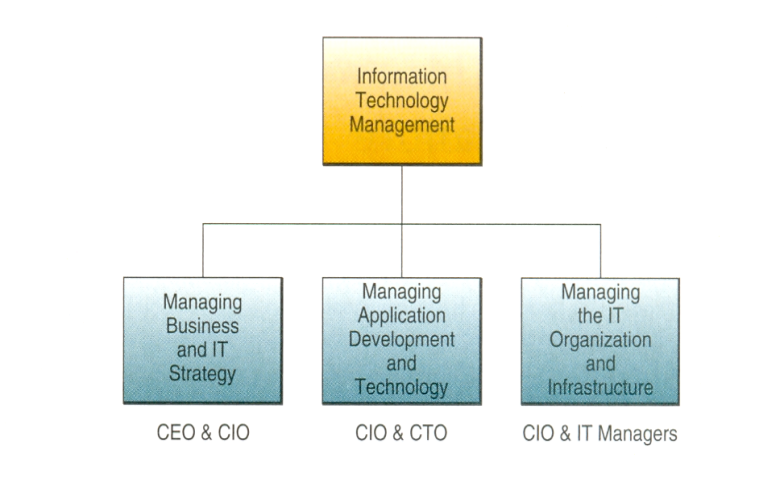 Information
Technology
Management
Managing
Business
and IT
Strategy
Managing
Application
Development
and
Technology
Managing
the IT
Organization
and
Infrastructure
CEO & CIO
CIO & CTO
CIO & IT Managers